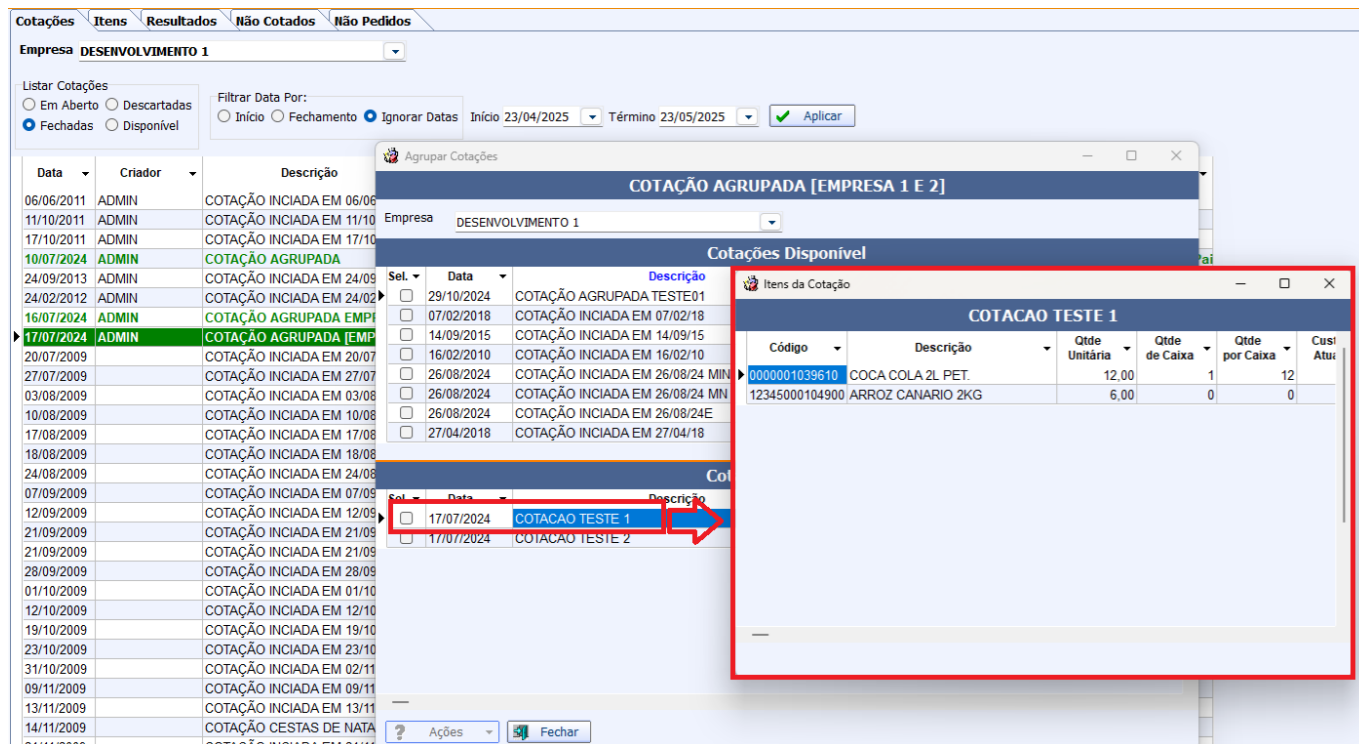 Cotações Itens Resultados Não Cotados Não Pedidos
Empresa DESENVOLVIMENTO 1
Listar Cotações
Em Aberto Descartadas
Fechadas Disponível
Filtrar Data Por:
Início Fechamento Ignorar Datas Início 23/04/2025 Término 23/05/2025 Aplicar
Data Criador Descrição
06/06/2011 ADMIN COTAÇÃO INCIADA EM 06/06
11/10/2011 ADMIN COTAÇÃO INCIADA EM 11/10
17/10/2011 ADMIN COTAÇÃO INCIADA EM 17/10
10/07/2024 ADMIN COTAÇÃO AGRUPADA
24/09/2013 ADMIN COTAÇÃO INCIADA EM 24/09
24/02/2012 ADMIN COTAÇÃO INCIADA EM 24/02
16/07/2024 ADMIN COTAÇÃO AGRUPADA EMP
17/07/2024 ADMIN COTAÇÃO AGRUPADA [EMP
20/07/2009 COTAÇÃO INCIADA EM 20/07
27/07/2009 COTAÇÃO INCIADA EM 27/07
03/08/2009 COTAÇÃO INCIADA EM 03/08
10/08/2009 COTAÇÃO INCIADA EM 10/08
17/08/2009 COTAÇÃO INCIADA EM 17/08
18/08/2009 COTAÇÃO INCIADA EM 18/08
24/08/2009 COTAÇÃO INCIADA EM 24/08
07/09/2009 COTAÇÃO INCIADA EM 07/09
12/09/2009 COTAÇÃO INCIADA EM 12/09
21/09/2009 COTAÇÃO INCIADA EM 21/09
21/09/2009 COTAÇÃO INCIADA EM 21/09
28/09/2009 COTAÇÃO INCIADA EM 28/09
01/10/2009 COTAÇÃO INCIADA EM 01/10
12/10/2009 COTAÇÃO INCIADA EM 12/10
19/10/2009 COTAÇÃO INCIADA EM 19/10
23/10/2009 COTAÇÃO INCIADA EM 23/10
31/10/2009 COTAÇÃO INCIADA EM 02/11
09/11/2009 COTAÇÃO INCIADA EM 09/11
13/11/2009 COTAÇÃO INCIADA EM 13/11
14/11/2009 COTAÇÃO CESTAS DE NATA
Agrupar Cotações
COTAÇÃO AGRUPADA [EMPRESA 1 E 2]
Empresa DESENVOLVIMENTO 1
Cotações Disponível
Sel. Data Descrição
29/10/2024 COTAÇÃO AGRUPADA TESTE01
07/02/2018 COTAÇÃO INCIADA EM 07/02/18
14/09/2015 COTAÇÃO INCIADA EM 14/09/15
16/02/2010 COTAÇÃO INCIADA EM 16/02/10
26/08/2024 COTAÇÃO INCIADA EM 26/08/24 MIN
26/08/2024 COTAÇÃO INCIADA EM 26/08/24 MN
26/08/2024 COTAÇÃO INCIADA EM 26/08/24E
27/04/2018 COTAÇÃO INCIADA EM 27/04/18
Sel. Data Descrição
17/07/2024 COTACAO TESTE 1
17/07/2024 COTACAO TESTE 2
Ações Fechar
Itens da Cotação
COTACAO TESTE 1
Código Descrição Qtde Unitária Qtde de Caixa Qtde por Caixa
0000001039610 COCA COLA 2L PET. 12,00 1 12
12345000104900 ARROZ CANARIO 2KG 6,00 0 0